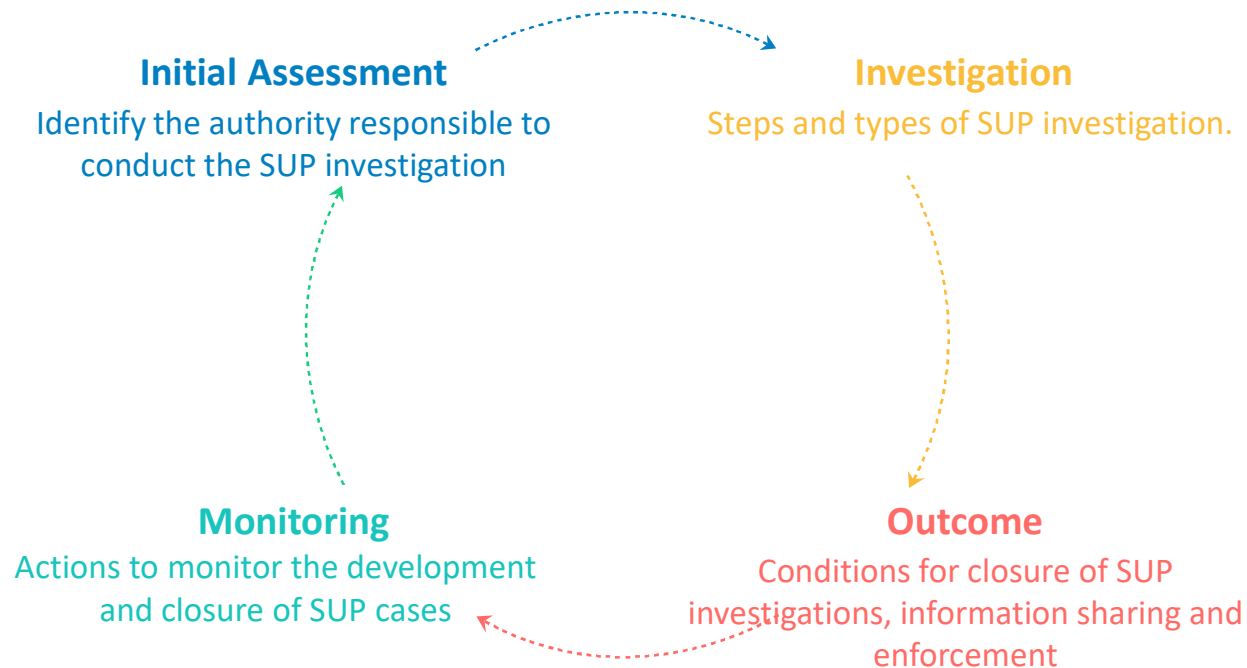 Initial Assessment
Identify the authority responsible to
conduct the SUP investigation
Investigation
Steps and types of SUP investigation.
Monitoring
Actions to monitor the development
and closure of SUP cases
Outcome
Conditions for closure of SUP
investigations, information sharing and
enforcement